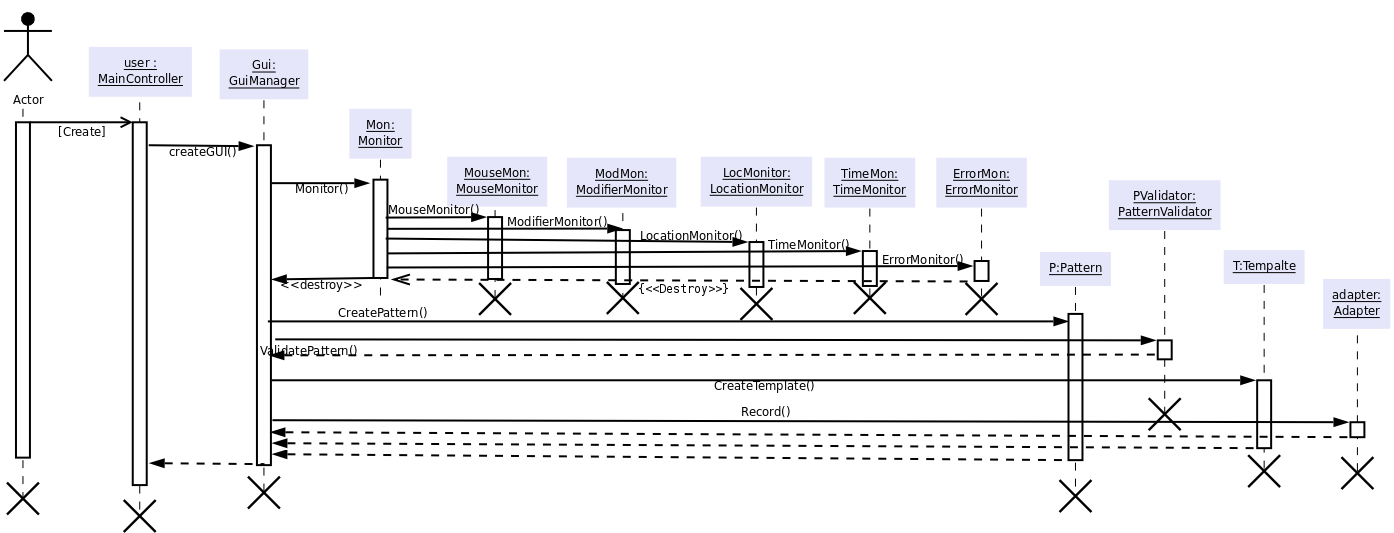 Actor
user :
MainController
Gui:
GuiManager
Mon:
Monitor
MouseMon:
MouseMonitor
ModMon:
ModifierMonitor
LocMonitor:
LocationMonitor
TimeMon:
TimeMonitor
ErrorMon:
ErrorMonitor
PValidator:
PatternValidator
P:Pattern
T:Tempalte
adapter:
Adapter
[Create]
createGUI()
Monitor()
MouseMonitor()
ModifierMonitor()
LocationMonitor()
TimeMonitor()
ErrorMonitor()
<<destroy>>
{<<Destroy>>}
CreatePattern()
ValidatePattern()
CreateTemplate()
Record()